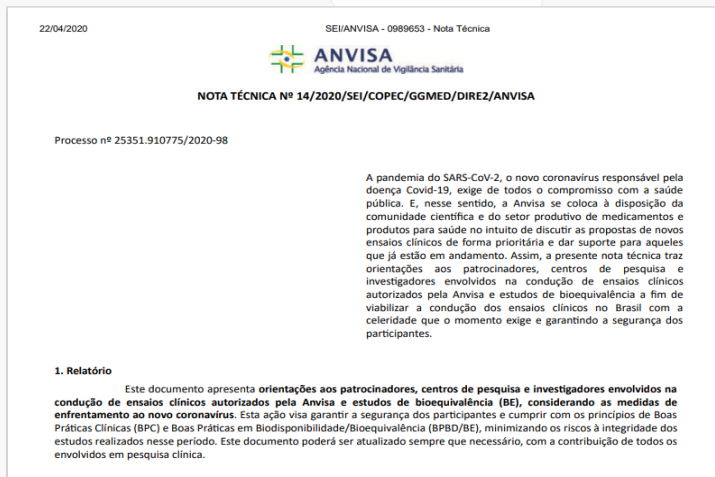 22/04/2020 SEI/ANVISA - 0989653 - Nota Técnica
ANVISA
Agência Nacional de Vigilância Sanitária
NOTA TÉCNICA Nº 14/2020/SEI/COPEC/GGMED/DIRE2/ANVISA
Processo nº 25351.910775/2020-98
A pandemia do SARS-CoV-2, o novo coronavírus responsável pela
doença Covid-19, exige de todos o compromisso com a saúde
pública. E, nesse sentido, a Anvisa se coloca à disposição da
comunidade científica e do setor produtivo de medicamentos e
produtos para saúde no intuito de discutir as propostas de novos
ensaios clínicos de forma prioritária e dar suporte para aqueles
que já estão em andamento. Assim, a presente nota técnica traz
orientações aos patrocinadores, centros de pesquisa e
investigadores envolvidos na condução de ensaios clínicos
autorizados pela Anvisa e estudos de bioequivalência a fim de
viabilizar a condução dos ensaios clínicos no Brasil com a
celeridade que o momento exige e garantindo a segurança dos
participantes.
1. Relatório
Este documento apresenta orientações aos patrocinadores, centros de pesquisa e investigadores envolvidos na
condução de ensaios clínicos autorizados pela Anvisa e estudos de bioequivalência (BE), considerando as medidas de
enfrentamento ao novo coronavírus. Esta ação visa garantir a segurança dos participantes e cumprir com os princípios de Boas
Práticas Clínicas (BPC) e Boas Práticas em Biodisponibilidade/Bioequivalência (BPBD/BE), minimizando os riscos à integridade dos
estudos realizados nesse período. Este documento poderá ser atualizado sempre que necessário, com a contribuição de todos os
envolvidos em pesquisa clínica.